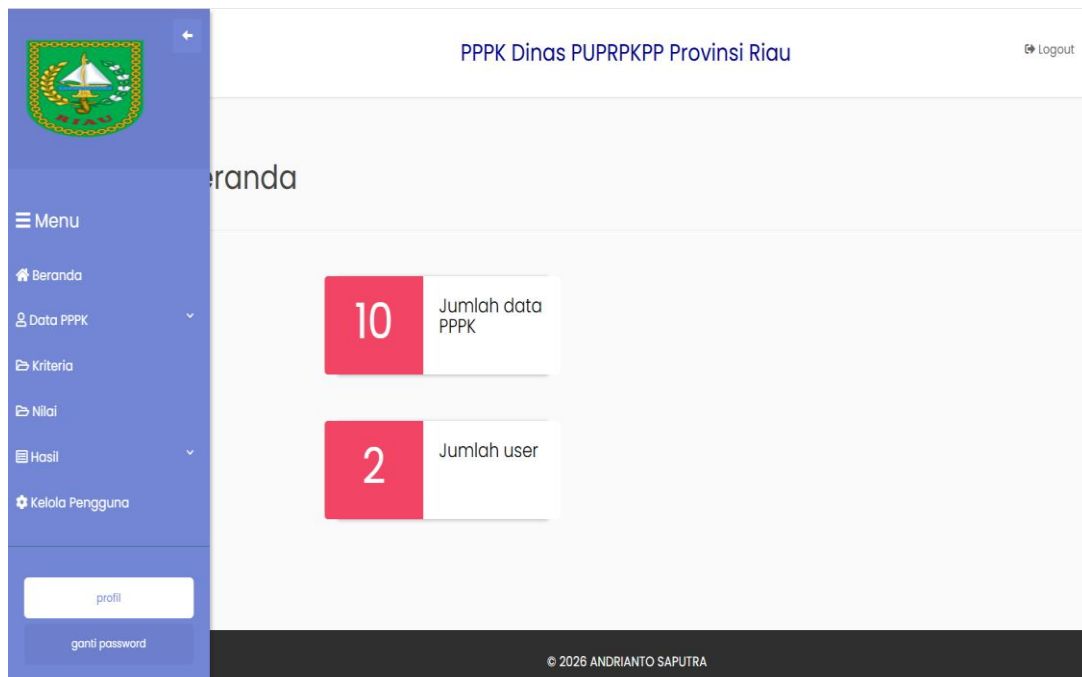 RIAU
PPPK Dinas PUPRPKPP Provinsi Riau
Logout
eranda
Menu
Beranda
Data PPPK
Kriteria
Nilai
Hasil
Kelola Pengguna
profil
ganti password
10
Jumlah data
PPPK
2
Jumlah user
© 2026 ANDRIANTO SAPUTRA